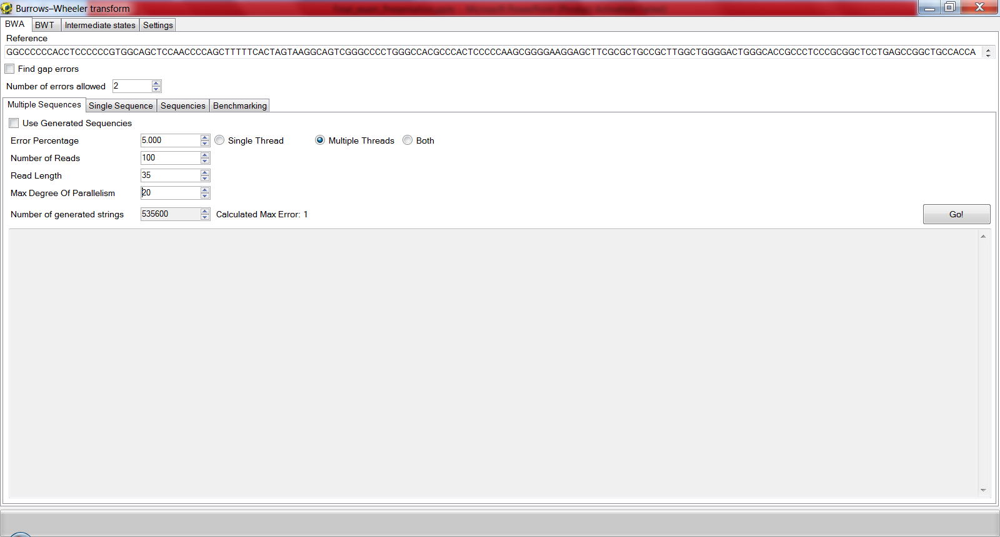 Burrows–Wheeler transform
BWA BWT Intermediate states Settings
Reference
GGCCCCCCACCTCCCCCCGTGGCAGCTCCAACCCCAGCTTTTTCACTAGTAAGGCAGTCGGGCCCCTGGGCCACGCCCACTCCCCCAAGCGGGGAAGGAGCTTCGCGCTGCCGCTTGGCTGGGGACTGGGCACCGCCCTCCCGCGGCTCCTGAGCCGGCTGCCACCA
Find gap errors
Number of errors allowed 2
Multiple Sequences Single Sequence Sequencies Benchmarking
Use Generated Sequencies
Error Percentage 5.000 Single Thread Multiple Threads Both
Number of Reads 100
Read Length 35
Max Degree Of Parallelism 20
Number of generated strings 535600 Calculated Max Error: 1 Go!